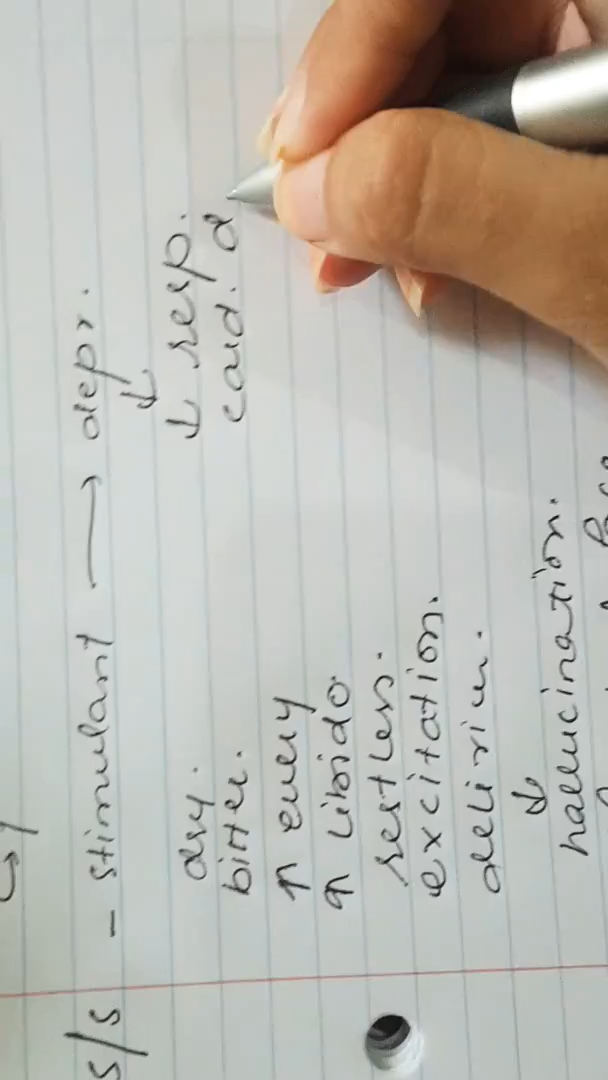 s/s - stimulant → depr.
↓
dry. ↓ resp.
bitter. card. d
↑ energy
↑ libido.
restless.
excitation.
delirium.
↓
hallucination.